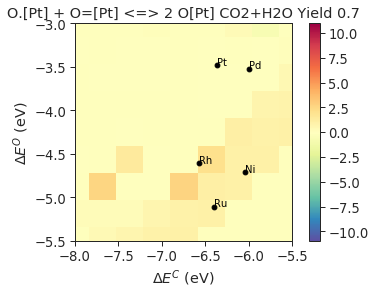 O.[Pt] + O=[Pt] <=> 2 O[Pt] CO2+H2O Yield 0.7
−3.0
−3.5
−4.0
−4.5
−5.0
−5.5
ΔE^O (eV)
Pt
Pd
Rh
Ni
Ru
−8.0 −7.5 −7.0 −6.5 −6.0 −5.5
ΔE^C (eV)
10.0
7.5
5.0
2.5
0.0
−2.5
−5.0
−7.5
−10.0